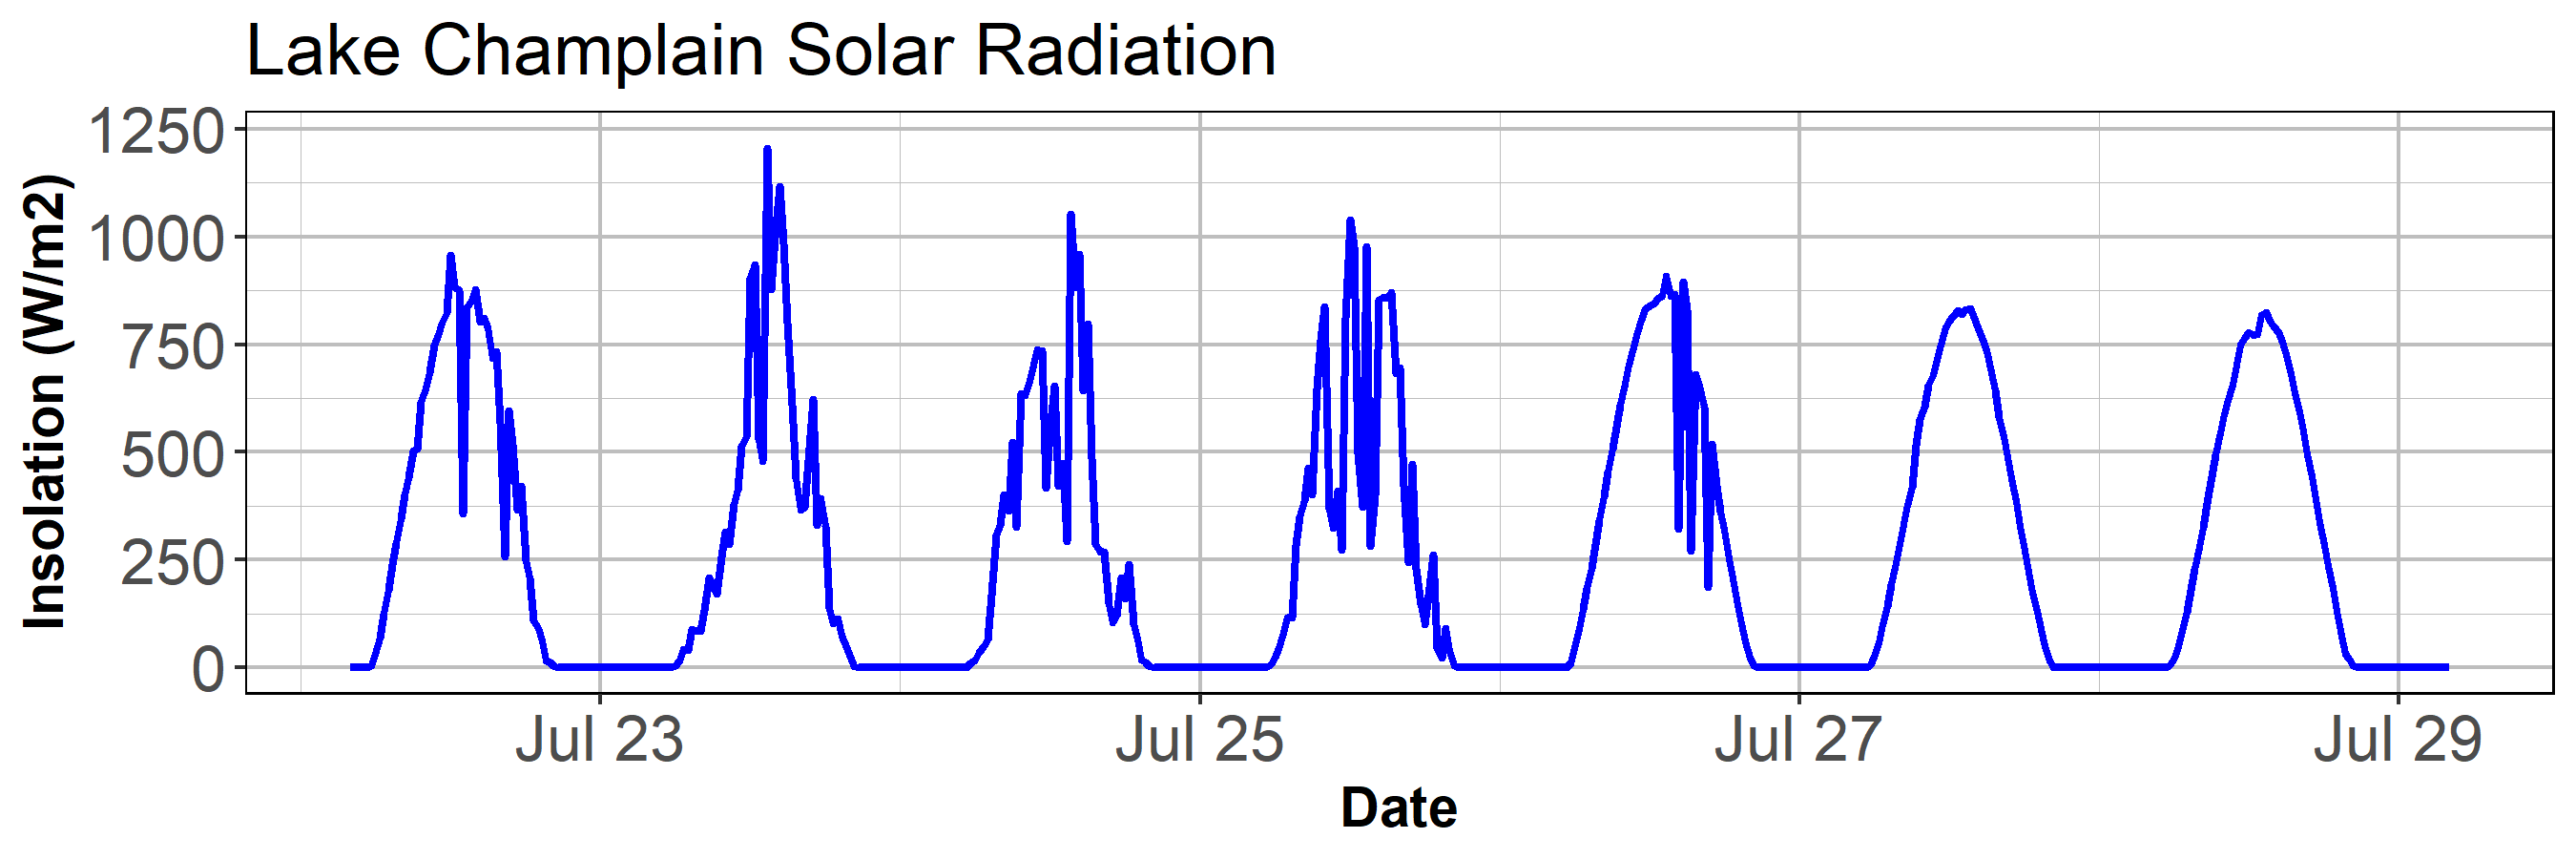 Lake Champlain Solar Radiation
Insolation (W/m2)
1250
1000
750
500
250
0
Jul 23
Jul 25
Jul 27
Jul 29
Date